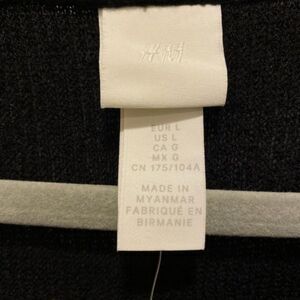 H&M
EUR L
US L
CA G
MX G
CN 175/104A
MADE IN
MYANMAR
FABRIQUÉ EN
BIRMANIE